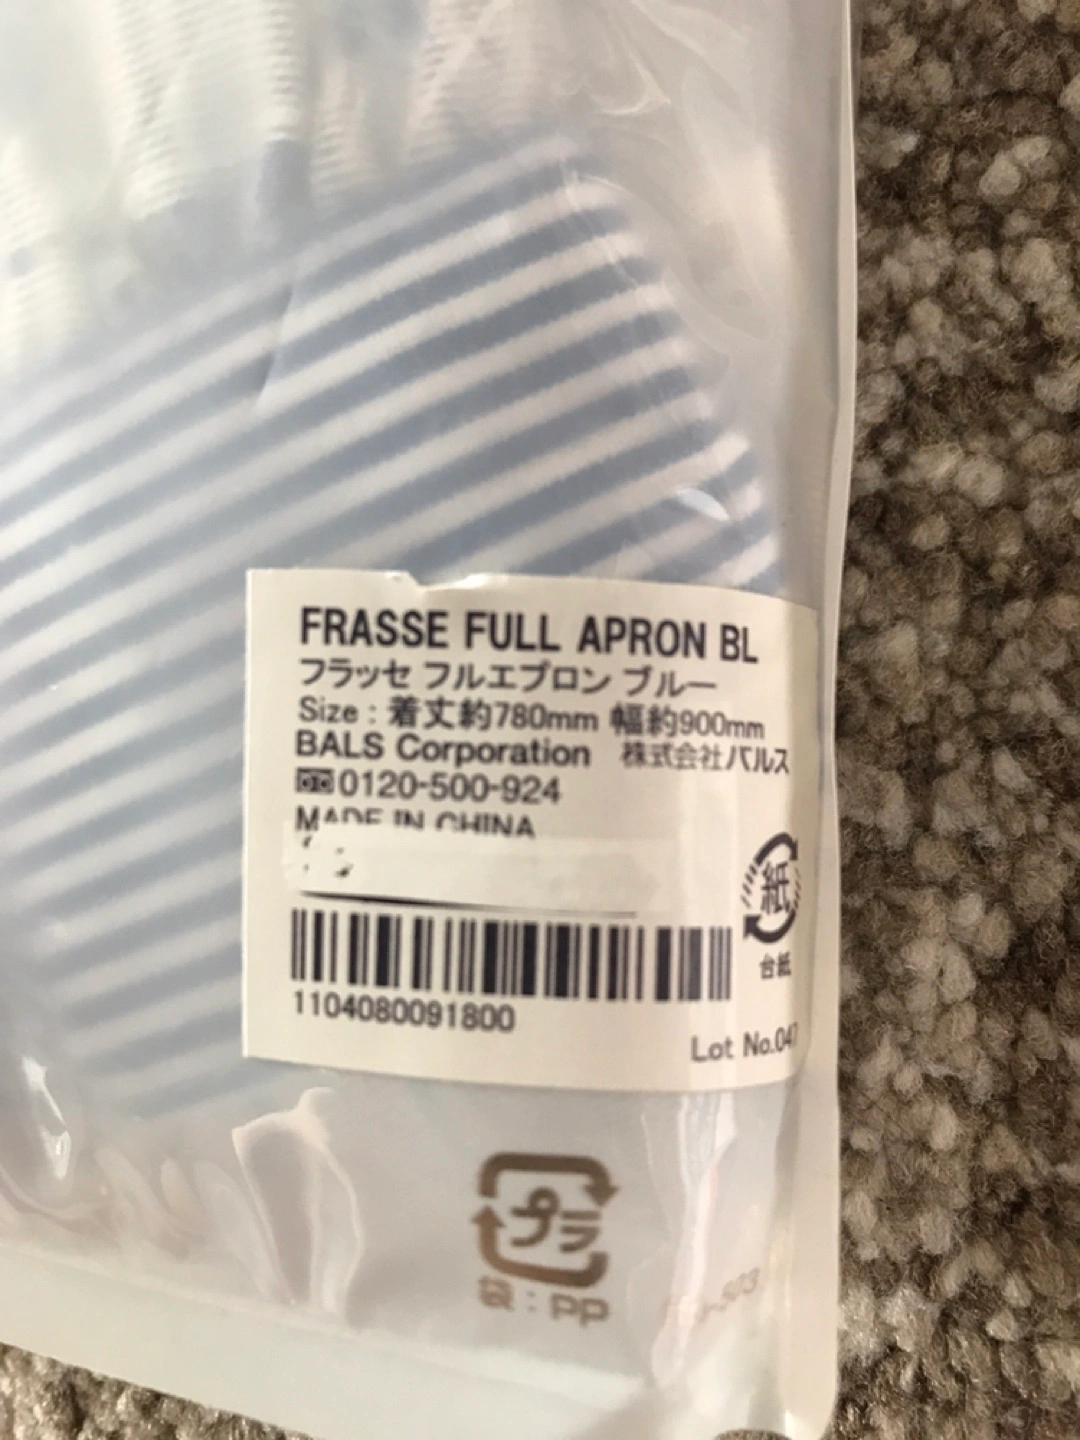 FRASSE FULL APRON BL
フラッセ フルエプロン ブルー
Size : 着丈約780mm 幅約900mm
BALS Corporation 株式会社バルス
0120-500-924
MADE IN CHINA
紙
台紙
1104080091800
Lot No.047
プラ
袋 : PP